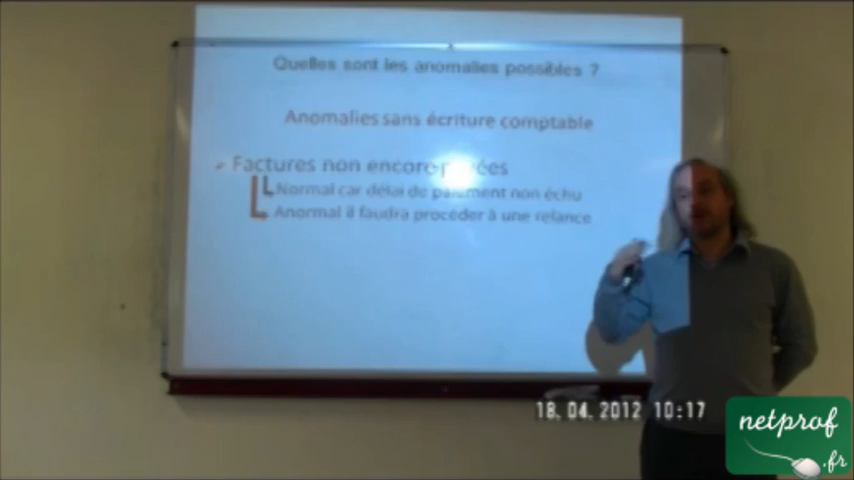 Quelles sont les anomalies possibles ?
Anomalies sans écriture comptable
Factures non encore
Normal car délai de paiement non échu
Anormal il faudra procéder à une relance
18.04.2012 10:17
netprof
.fr